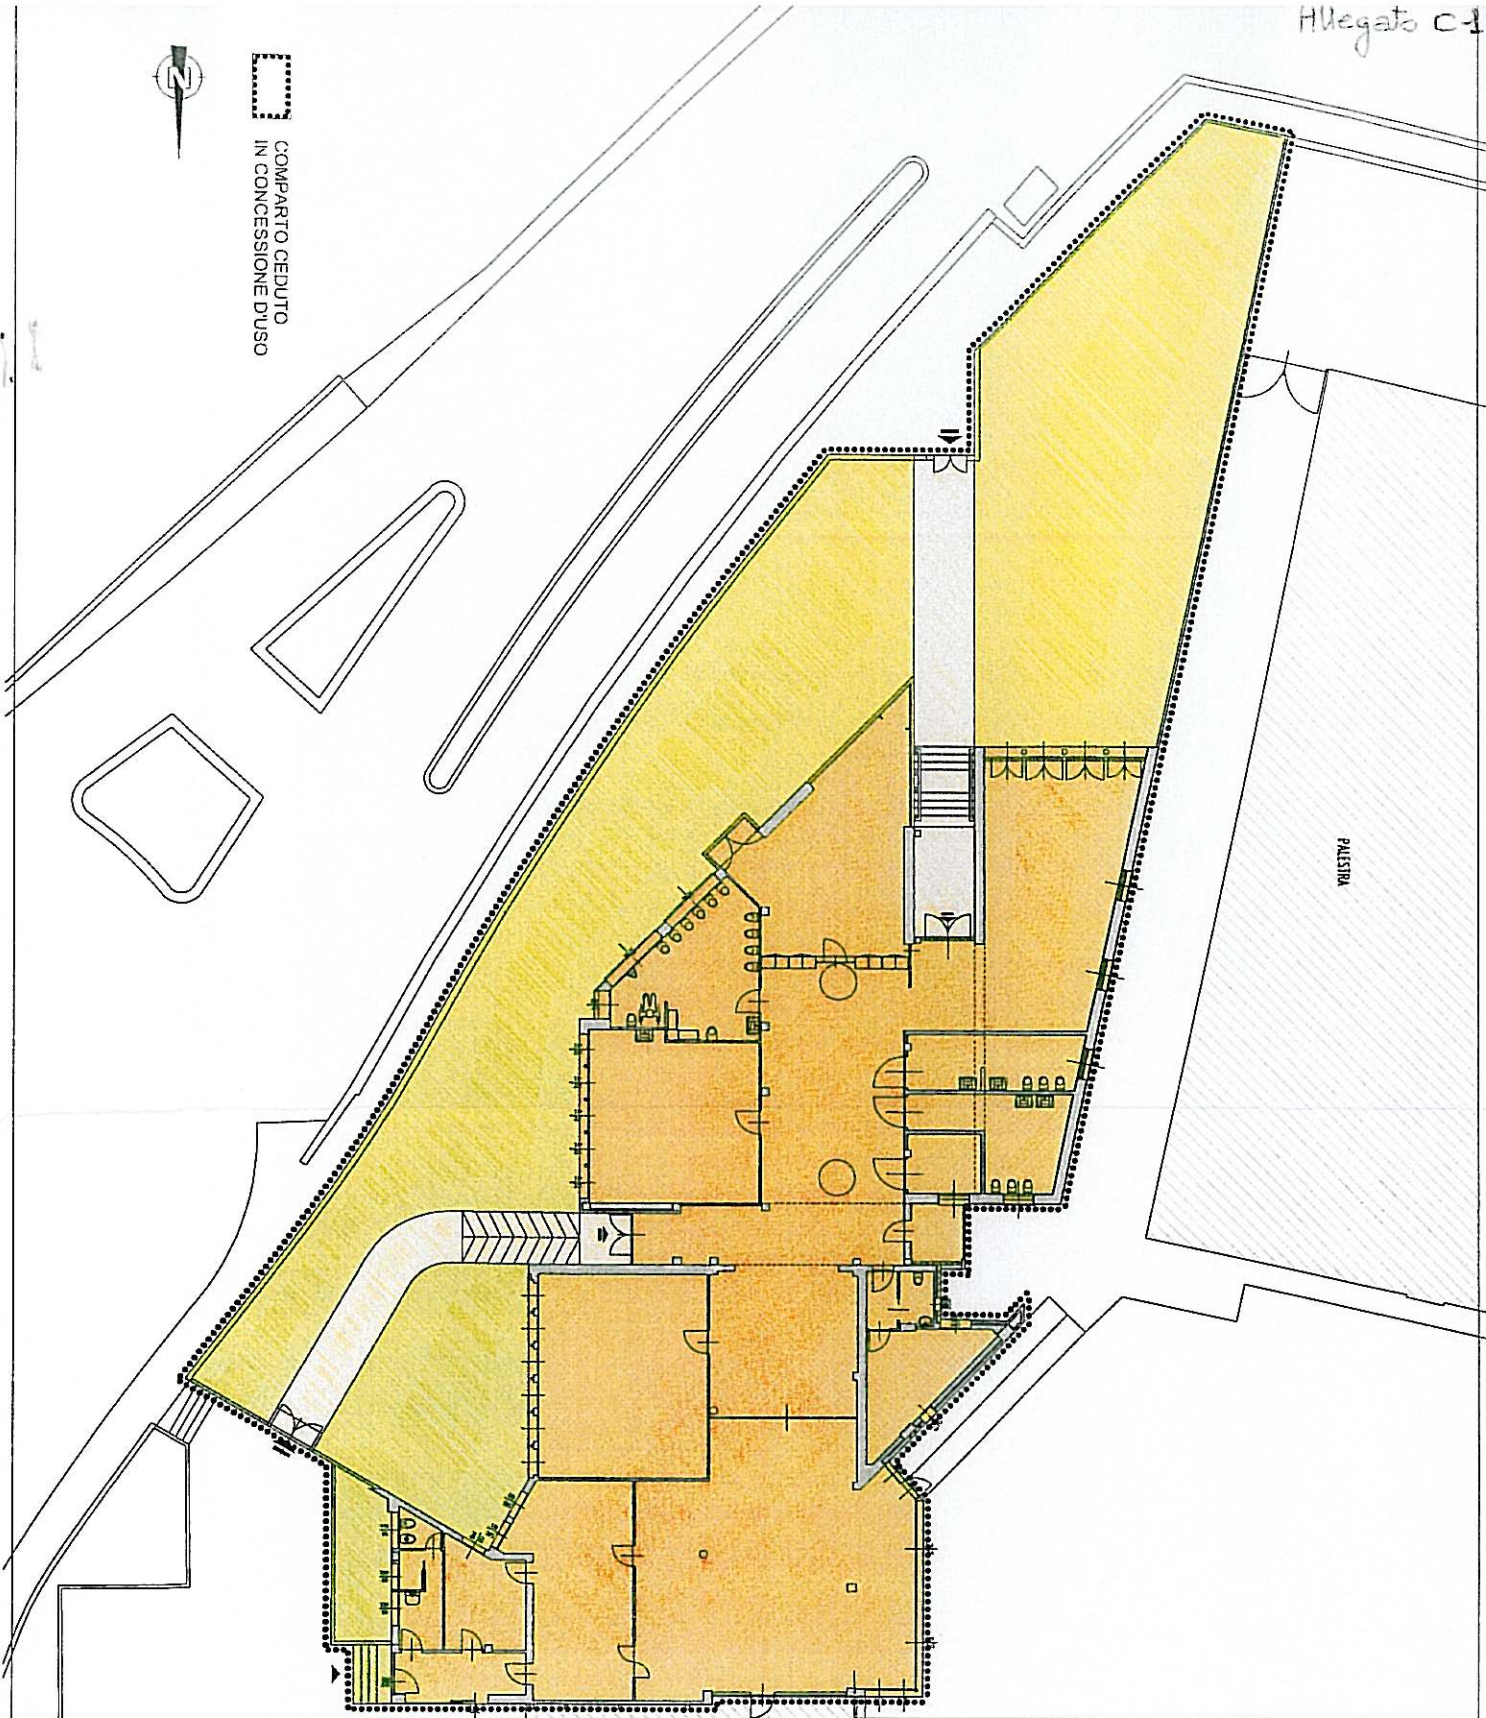 Allegato C-1
N
COMPARTO CEDUTO
IN CONCESSIONE D'USO
PALESTRA